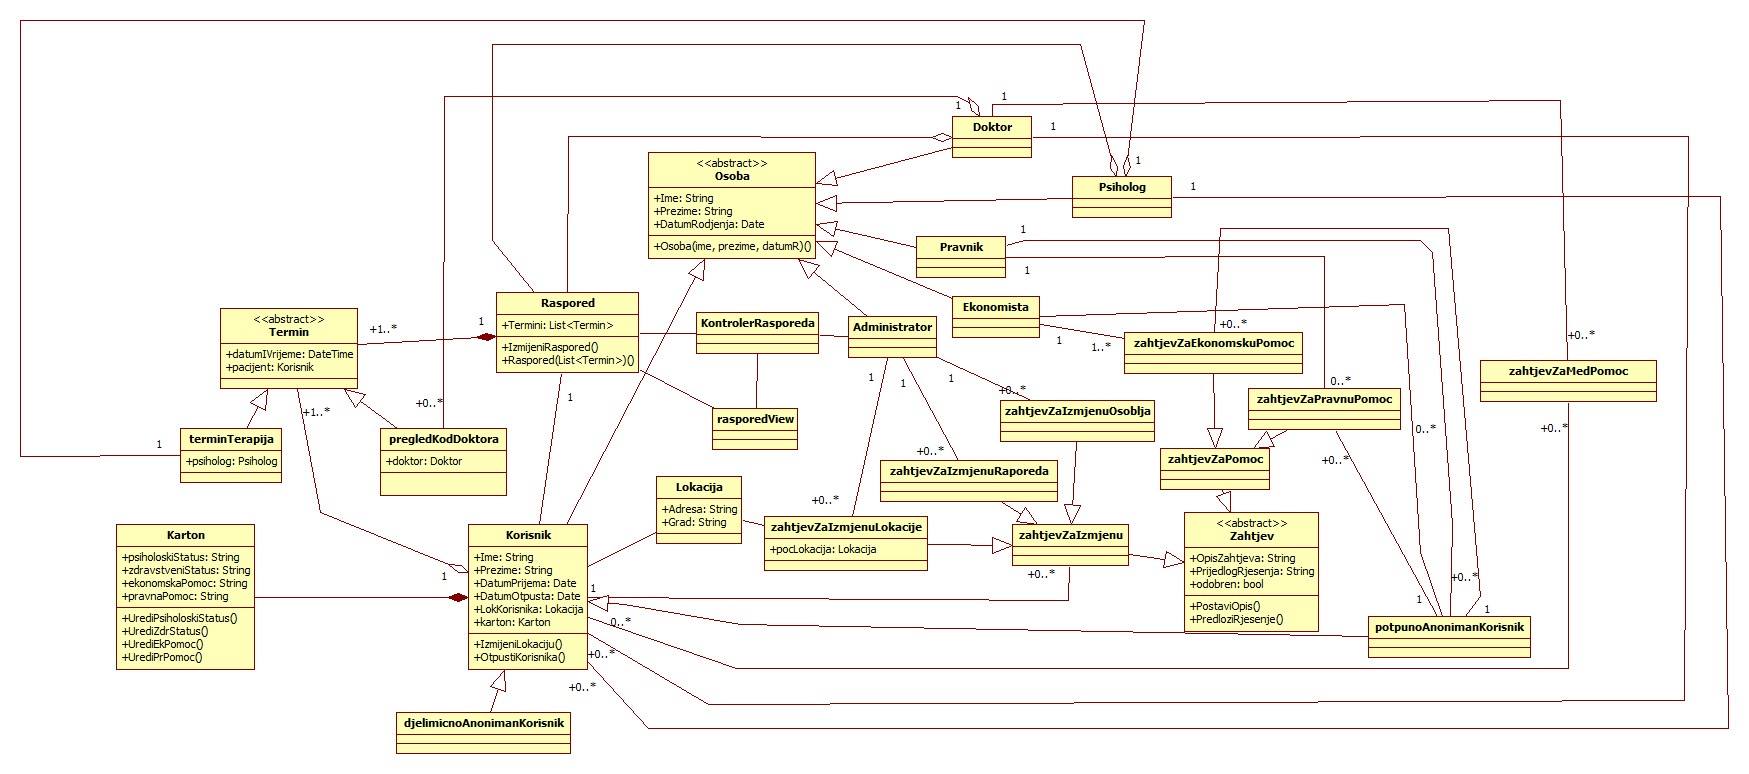 1
1
Doktor
1
<<abstract>>
Osoba
+Ime: String
+Prezime: String
+DatumRodjenja: Date
+Osoba(ime, prezime, datumR)()
1
Psiholog
1
Pravnik
1
1
Ekonomista
1
1..*
+0..*
zahtjevZaEkonomskuPomoc
+0..*
zahtjevZaMedPomoc
+0..*
<<abstract>>
Termin
+datumIVrijeme: DateTime
+pacijent: Korisnik
+1..*
1
Raspored
+Termini: List<Termin>
+IzmijeniRaspored()
+Raspored(List<Termin>)()
KontrolerRasporeda
Administrator
1
1
1
1
rasporedView
+0..*
zahtjevZaIzmjenuOsoblja
0..*
zahtjevZaPravnuPomoc
0..*
+0..*
+1..*
+0..*
1
terminTerapija
+psiholog: Psiholog
pregledKodDoktora
+doktor: Doktor
+0..*
zahtjevZaIzmjenuRaporeda
zahtjevZaPomoc
Lokacija
+Adresa: String
+Grad: String
+0..*
zahtjevZaIzmjenuLokacije
+pocLokacija: Lokacija
zahtjevZaIzmjenu
+0..*
<<abstract>>
Zahtjev
+OpisZahtjeva: String
+PrijedlogRjesenja: String
+odobren: bool
+PostaviOpis()
+PredloziRjesenje()
Karton
+psiholoskiStatus: String
+zdravstveniStatus: String
+ekonomskaPomoc: String
+pravnaPomoc: String
+UrediPsiholoskiStatus()
+UrediZdrStatus()
+UrediEkPomoc()
+UrediPrPomoc()
1
Korisnik
+Ime: String
+Prezime: String
+DatumPrijema: Date
+DatumOtpusta: Date
+LokKorisnika: Lokacija
+karton: Karton
+IzmijeniLokaciju()
+OtpustiKorisnika()
1
0..*
+0..*
+0..*
+0..*
1
1
potpunoAnonimanKorisnik
djelimicnoAnonimanKorisnik